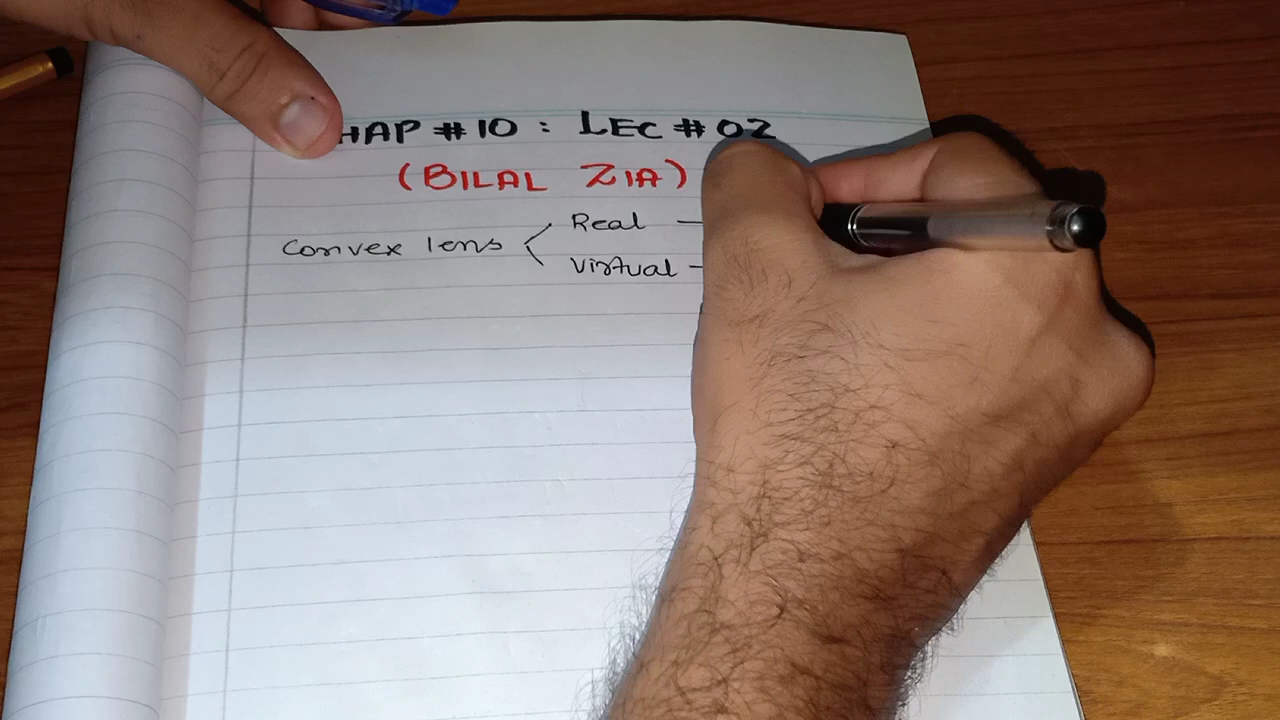 HAP # 10 : LEC # 02
(BILAL ZIA)
Convex lens < Real -
Virtual -